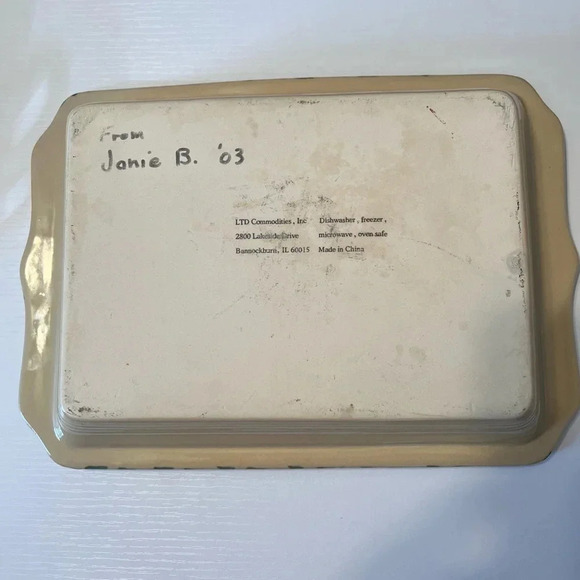 From
Janie B. '03
LTD Commodities, Inc
2800 Lakeside Drive
Bannockburn, IL 60015
Dishwasher, freezer,
microwave, oven safe
Made in China